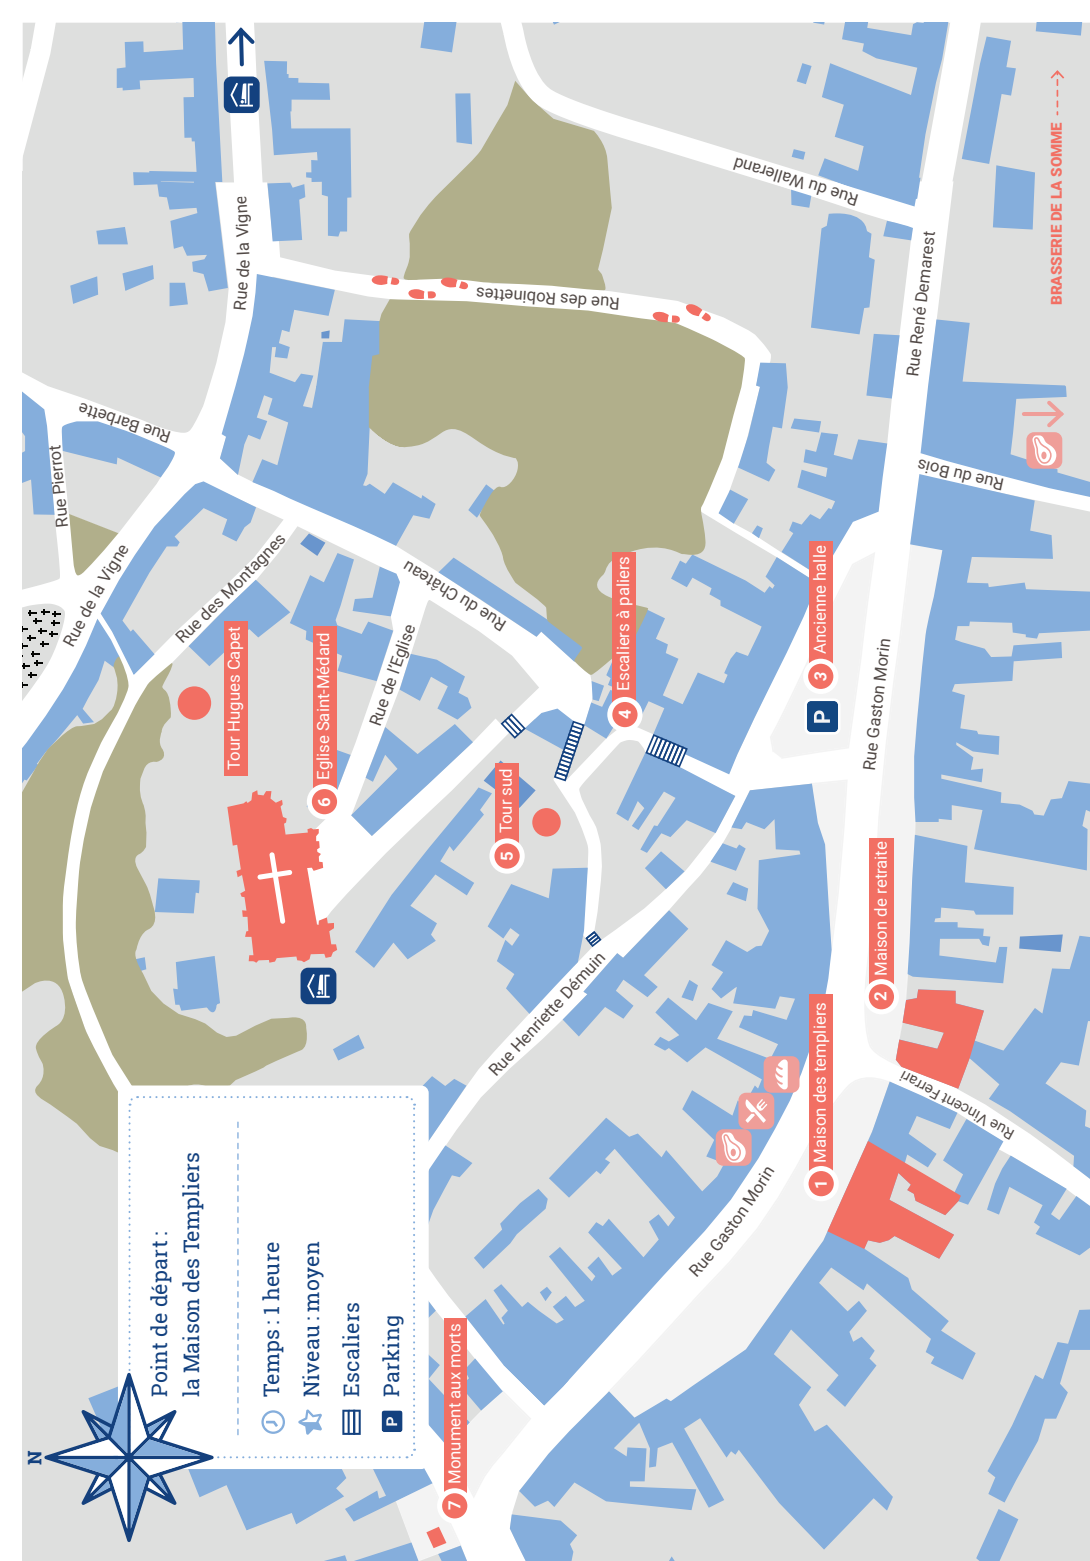 N
Point de départ :
la Maison des Templiers
Temps : 1 heure
Niveau : moyen
Escaliers
P Parking
Rue Pierrot
Rue Barbette
Rue de la Vigne
Rue de la Vigne
Rue des Montagnes
Tour Hugues Capet
6 Eglise Saint-Médard
Rue de l'Eglise
Rue du Château
Rue des Robinettes
Rue du Wallerand
5 Tour sud
4 Escaliers à paliers
3 Ancienne halle
P
Rue René Demarest
Rue du Bois
BRASSERIE DE LA SOMME
Rue Gaston Morin
2 Maison de retraite
1 Maison des templiers
Rue Henriette Démuin
Rue Vincent Ferrari
Rue Gaston Morin
7 Monument aux morts